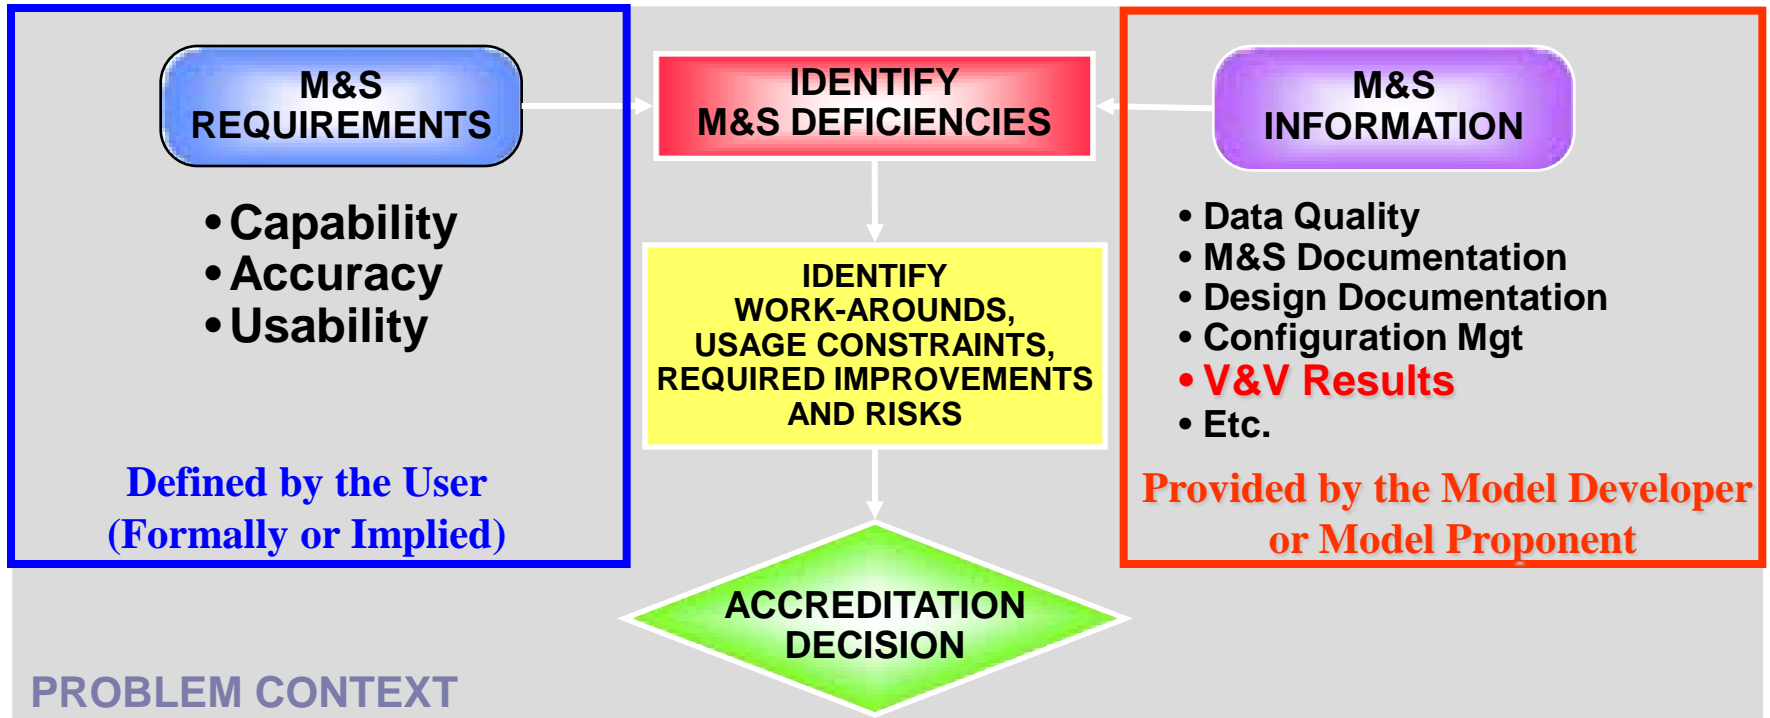 M&S
REQUIREMENTS
•Capability
•Accuracy
•Usability
Defined by the User
(Formally or Implied)
IDENTIFY
M&S DEFICIENCIES
IDENTIFY
WORK-AROUNDS,
USAGE CONSTRAINTS,
REQUIRED IMPROVEMENTS
AND RISKS
ACCREDITATION
DECISION
M&S
INFORMATION
• Data Quality
• M&S Documentation
• Design Documentation
• Configuration Mgt
• V&V Results
• Etc.
Provided by the Model Developer
or Model Proponent
PROBLEM CONTEXT